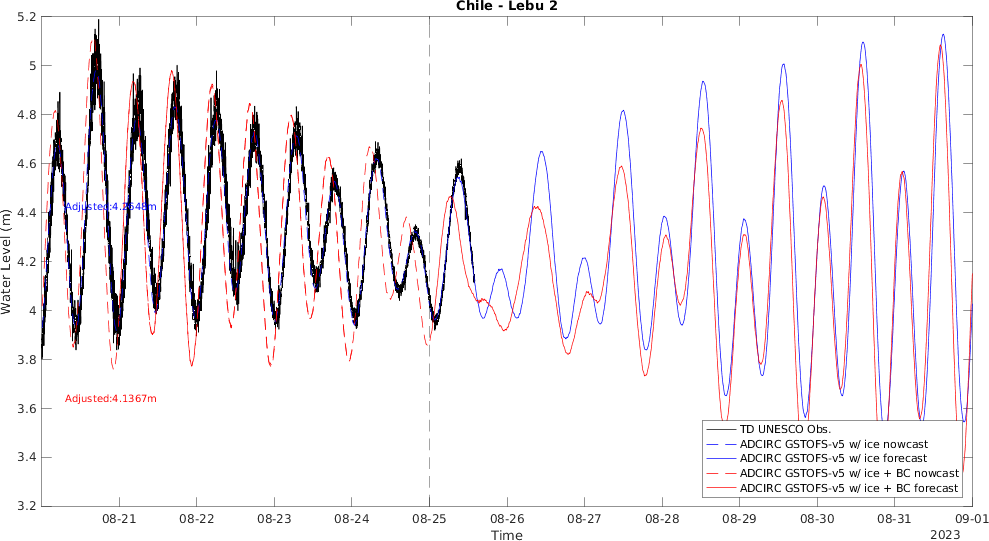 Chile - Lebu 2
5.2
5
4.8
4.6
4.4
4.2
4
3.8
3.6
3.4
3.2
Water Level (m)
Adjusted:4.2548m
Adjusted:4.1367m
TD UNESCO Obs.
ADCIRC GSTOFS-v5 w/ ice nowcast
ADCIRC GSTOFS-v5 w/ ice forecast
ADCIRC GSTOFS-v5 w/ ice + BC nowcast
ADCIRC GSTOFS-v5 w/ ice + BC forecast
08-21 08-22 08-23 08-24 08-25 08-26 08-27 08-28 08-29 08-30 08-31 09-01
Time
2023